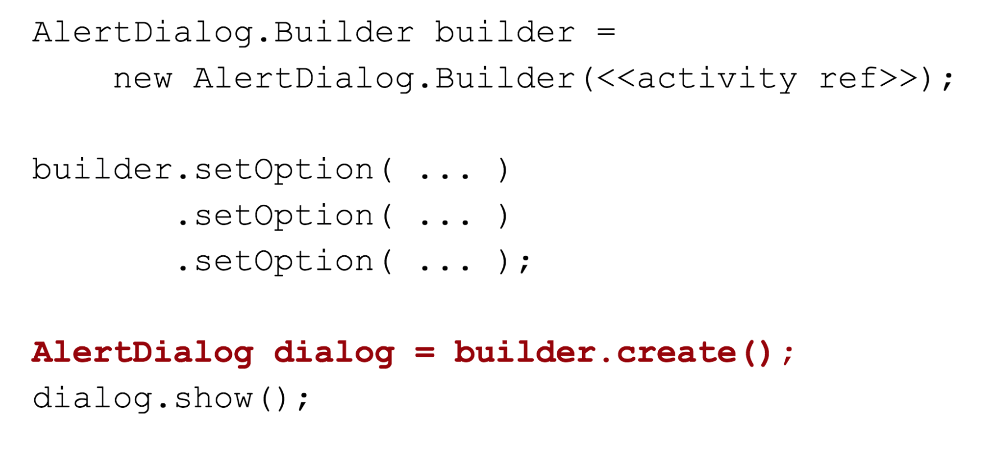 AlertDialog.Builder builder =
    new AlertDialog.Builder(<<activity ref>>);
builder.setOption( ... )
       .setOption( ... )
       .setOption( ... );
AlertDialog dialog = builder.create();
dialog.show();